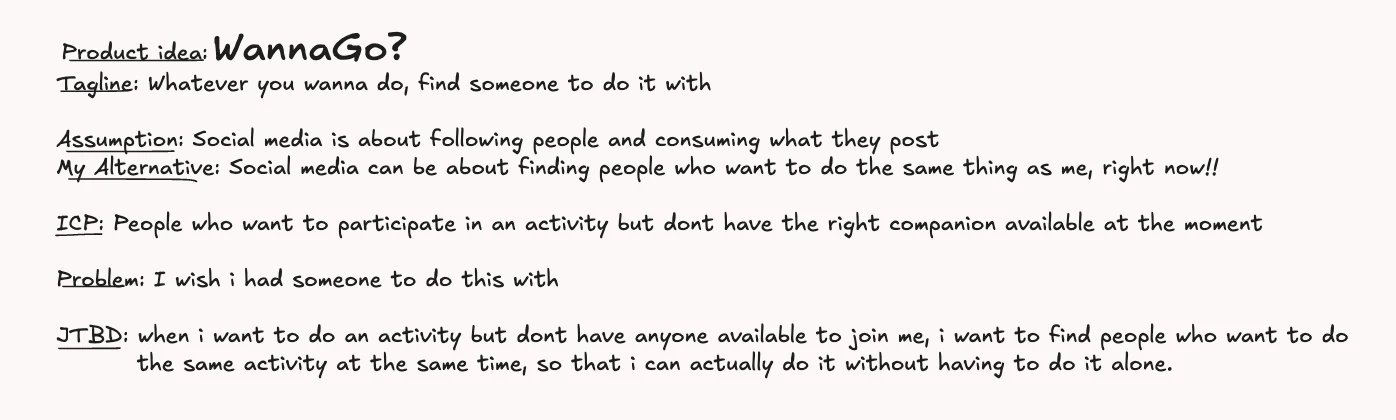 Product idea: WannaGo?
Tagline: Whatever you wanna do, find someone to do it with
Assumption: Social media is about following people and consuming what they post
My Alternative: Social media can be about finding people who want to do the same thing as me, right now!!
ICP: People who want to participate in an activity but dont have the right companion available at the moment
Problem: I wish i had someone to do this with
JTBD: when i want to do an activity but dont have anyone available to join me, i want to find people who want to do
the same activity at the same time, so that i can actually do it without having to do it alone.